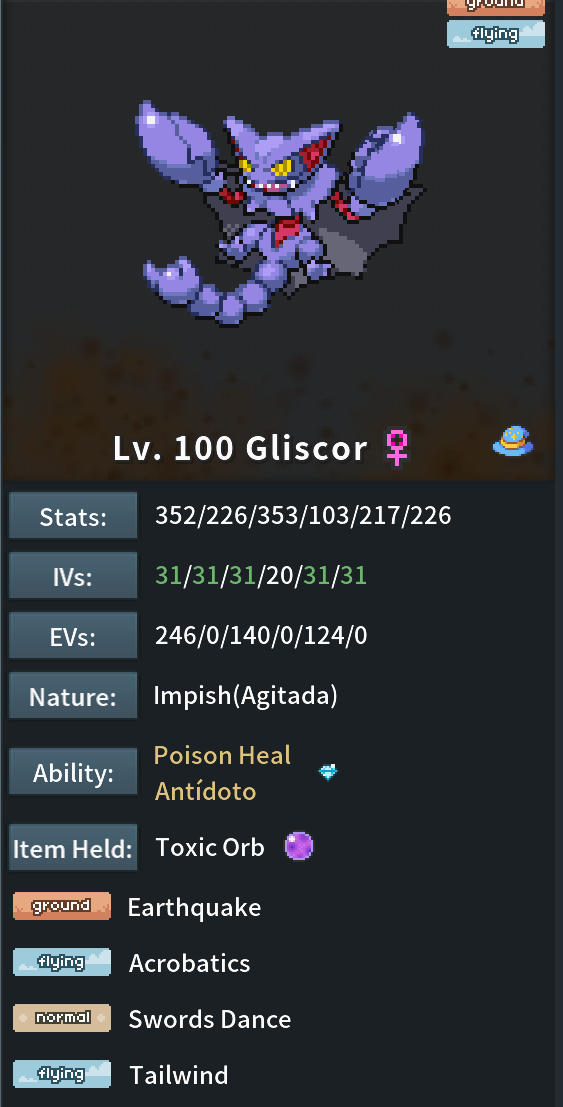 ground
flying
Lv. 100 Gliscor ♀
Stats: 352/226/353/103/217/226
IVs: 31/31/31/20/31/31
EVs: 246/0/140/0/124/0
Nature: Impish(Agitada)
Ability: Poison Heal
Antídoto
Item Held: Toxic Orb
ground Earthquake
flying Acrobatics
normal Swords Dance
flying Tailwind